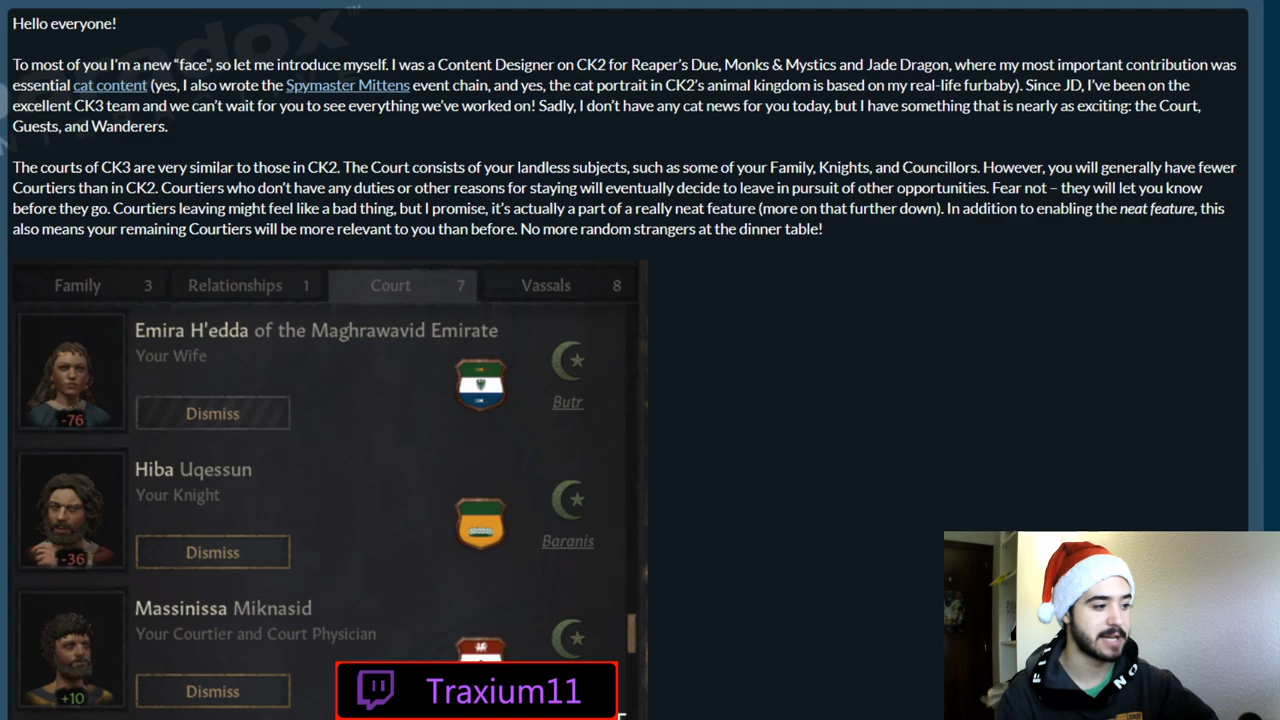 Hello everyone!
To most of you I'm a new "face", so let me introduce myself. I was a Content Designer on CK2 for Reaper's Due, Monks & Mystics and Jade Dragon, where my most important contribution was
essential cat content (yes, I also wrote the Spymaster Mittens event chain, and yes, the cat portrait in CK2's animal kingdom is based on my real-life furbaby). Since JD, I've been on the
excellent CK3 team and we can't wait for you to see everything we've worked on! Sadly, I don't have any cat news for you today, but I have something that is nearly as exciting: the Court,
Guests, and Wanderers.
The courts of CK3 are very similar to those in CK2. The Court consists of your landless subjects, such as some of your Family, Knights, and Councillors. However, you will generally have fewer
Courtiers than in CK2. Courtiers who don't have any duties or other reasons for staying will eventually decide to leave in pursuit of other opportunities. Fear not – they will let you know
before they go. Courtiers leaving might feel like a bad thing, but I promise, it's actually a part of a really neat feature (more on that further down). In addition to enabling the neat feature, this
also means your remaining Courtiers will be more relevant to you than before. No more random strangers at the dinner table!
Family 3 Relationships 1 Court 7 Vassals 8
Emira H'edda of the Maghrawavid Emirate
Your Wife
-76 Dismiss Butr
Hiba Uqessun
Your Knight
-36 Dismiss Baranis
Massinissa Miknasid
Your Courtier and Court Physician
+10 Dismiss
Traxium11